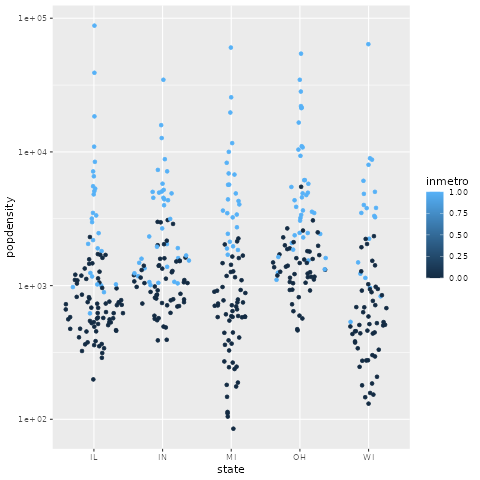 1e+05
1e+04
1e+03
1e+02
popdensity
IL IN MI OH WI
state
inmetro
1.00
0.75
0.50
0.25
0.00